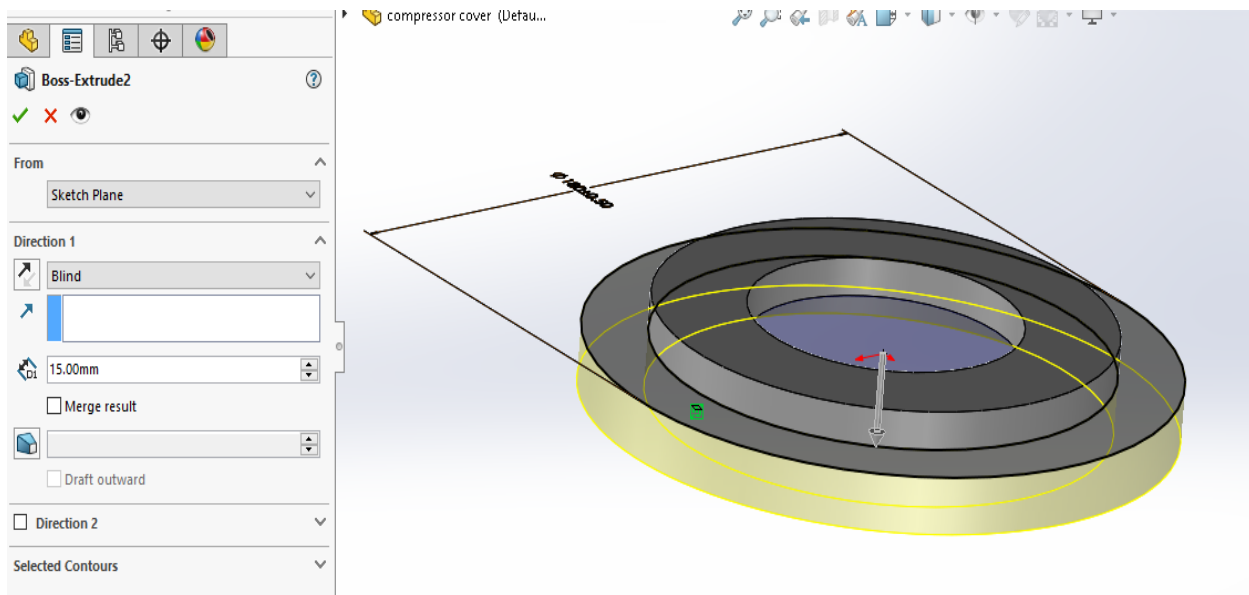 compressor cover (Defau...
Boss-Extrude2
From
Sketch Plane
Direction 1
Blind
D1
15.00mm
Merge result
Draft outward
Direction 2
Selected Contours